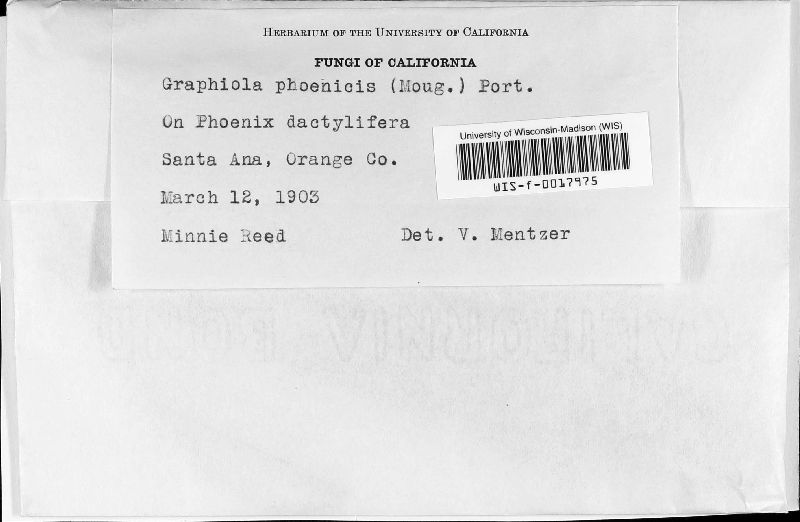 HERBARIUM OF THE UNIVERSITY OF CALIFORNIA
FUNGI OF CALIFORNIA
Graphiola phoenicis (Moug.) Port.
On Phoenix dactylifera
Santa Ana, Orange Co.
March 12, 1903
Minnie Reed Det. V. Mentzer
University of Wisconsin-Madison (WIS)
WIS-f-0017975